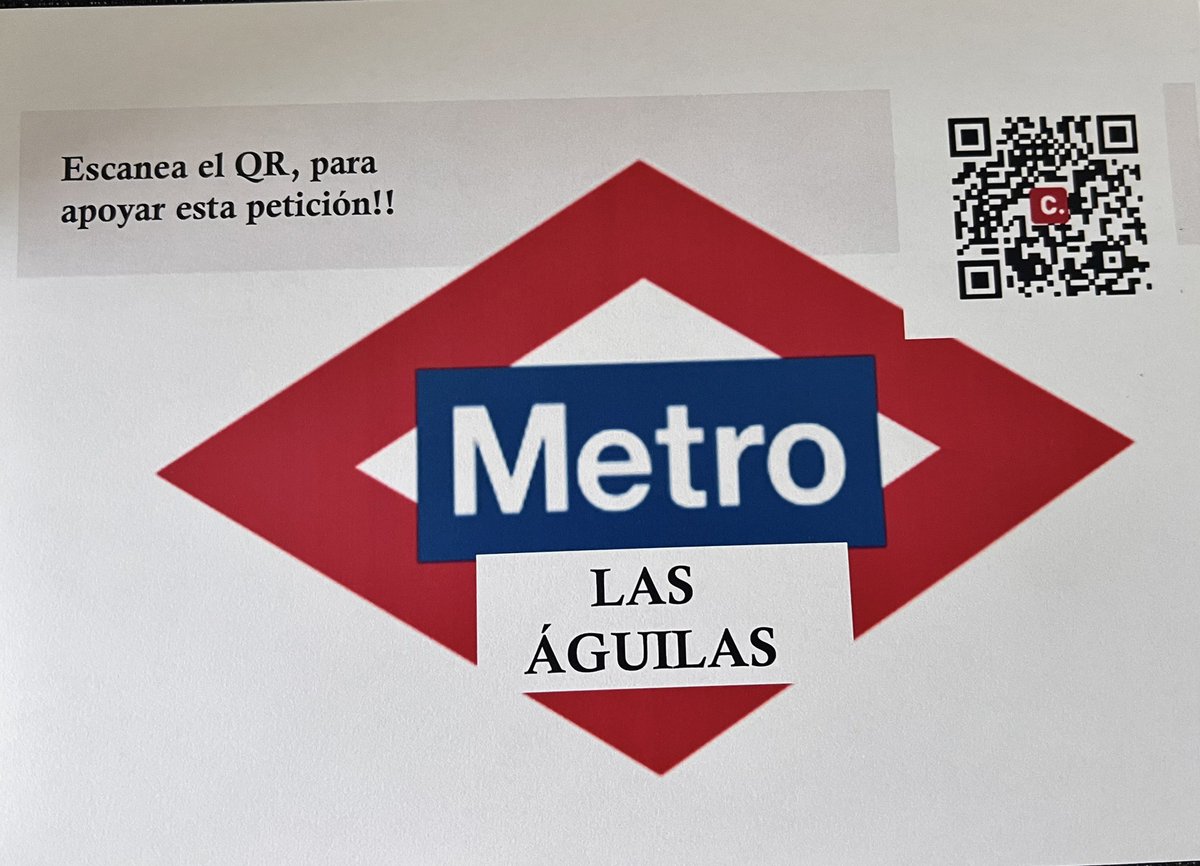 Escanea el QR, para
apoyar esta petición!!
c.
Metro
LAS
ÁGUILAS